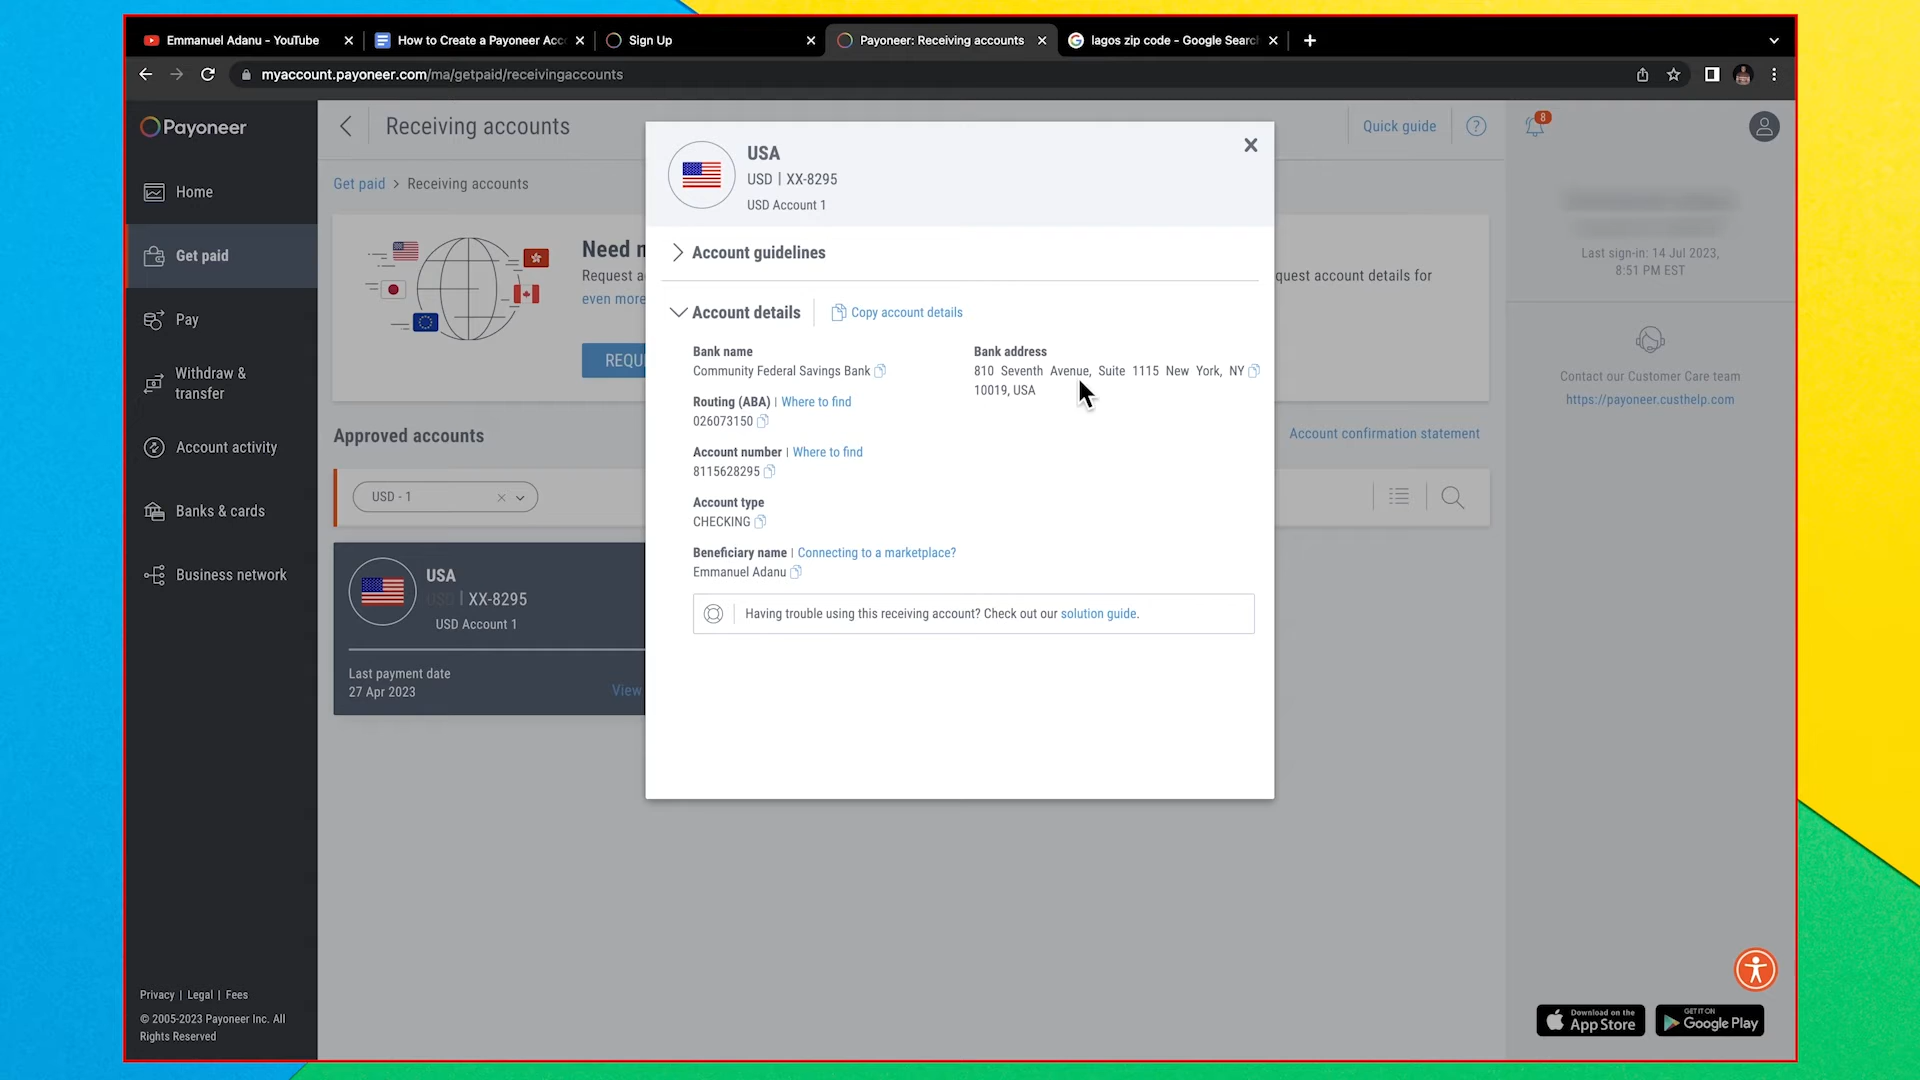 Emmanuel Adanu - YouTube
How to Create a Payoneer Acc
Sign Up
Payoneer: Receiving accounts
lagos zip code - Google Searc
myaccount.payoneer.com/ma/getpaid/receivingaccounts
Payoneer
Home
Get paid
Pay
Withdraw &
transfer
Account activity
Banks & cards
Business network
Privacy | Legal | Fees
© 2005-2023 Payoneer Inc. All
Rights Reserved
Receiving accounts
Quick guide
?
8
Get paid > Receiving accounts
Need
Request a
quest account details for
even more
REQU
Approved accounts
Account confirmation statement
USD - 1
USA
USD | XX-8295
USD Account 1
Last payment date
27 Apr 2023
View
USA
USD | XX-8295
USD Account 1
Account guidelines
Account details
Copy account details
Bank name
Community Federal Savings Bank
Routing (ABA) | Where to find
026073150
Account number | Where to find
8115628295
Account type
CHECKING
Beneficiary name | Connecting to a marketplace?
Emmanuel Adanu
Bank address
810 Seventh Avenue, Suite 1115 New York, NY
10019, USA
Having trouble using this receiving account? Check out our solution guide.
Last sign-in: 14 Jul 2023,
8:51 PM EST
Contact our Customer Care team
https://payoneer.custhelp.com
Download on the
App Store
GET IT ON
Google Play